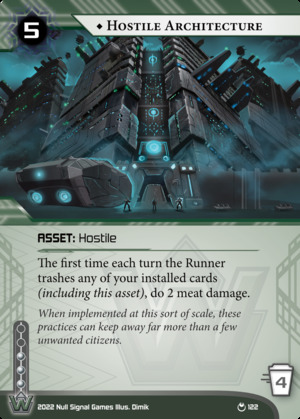 5
⬥ Hostile Architecture
ASSET: Hostile
The first time each turn the Runner
trashes any of your installed cards
(including this asset), do 2 meat damage.
When implemented at this sort of scale, these
practices can keep away far more than a few
unwanted citizens.
4
2022 Null Signal Games Illus. Dimik
122